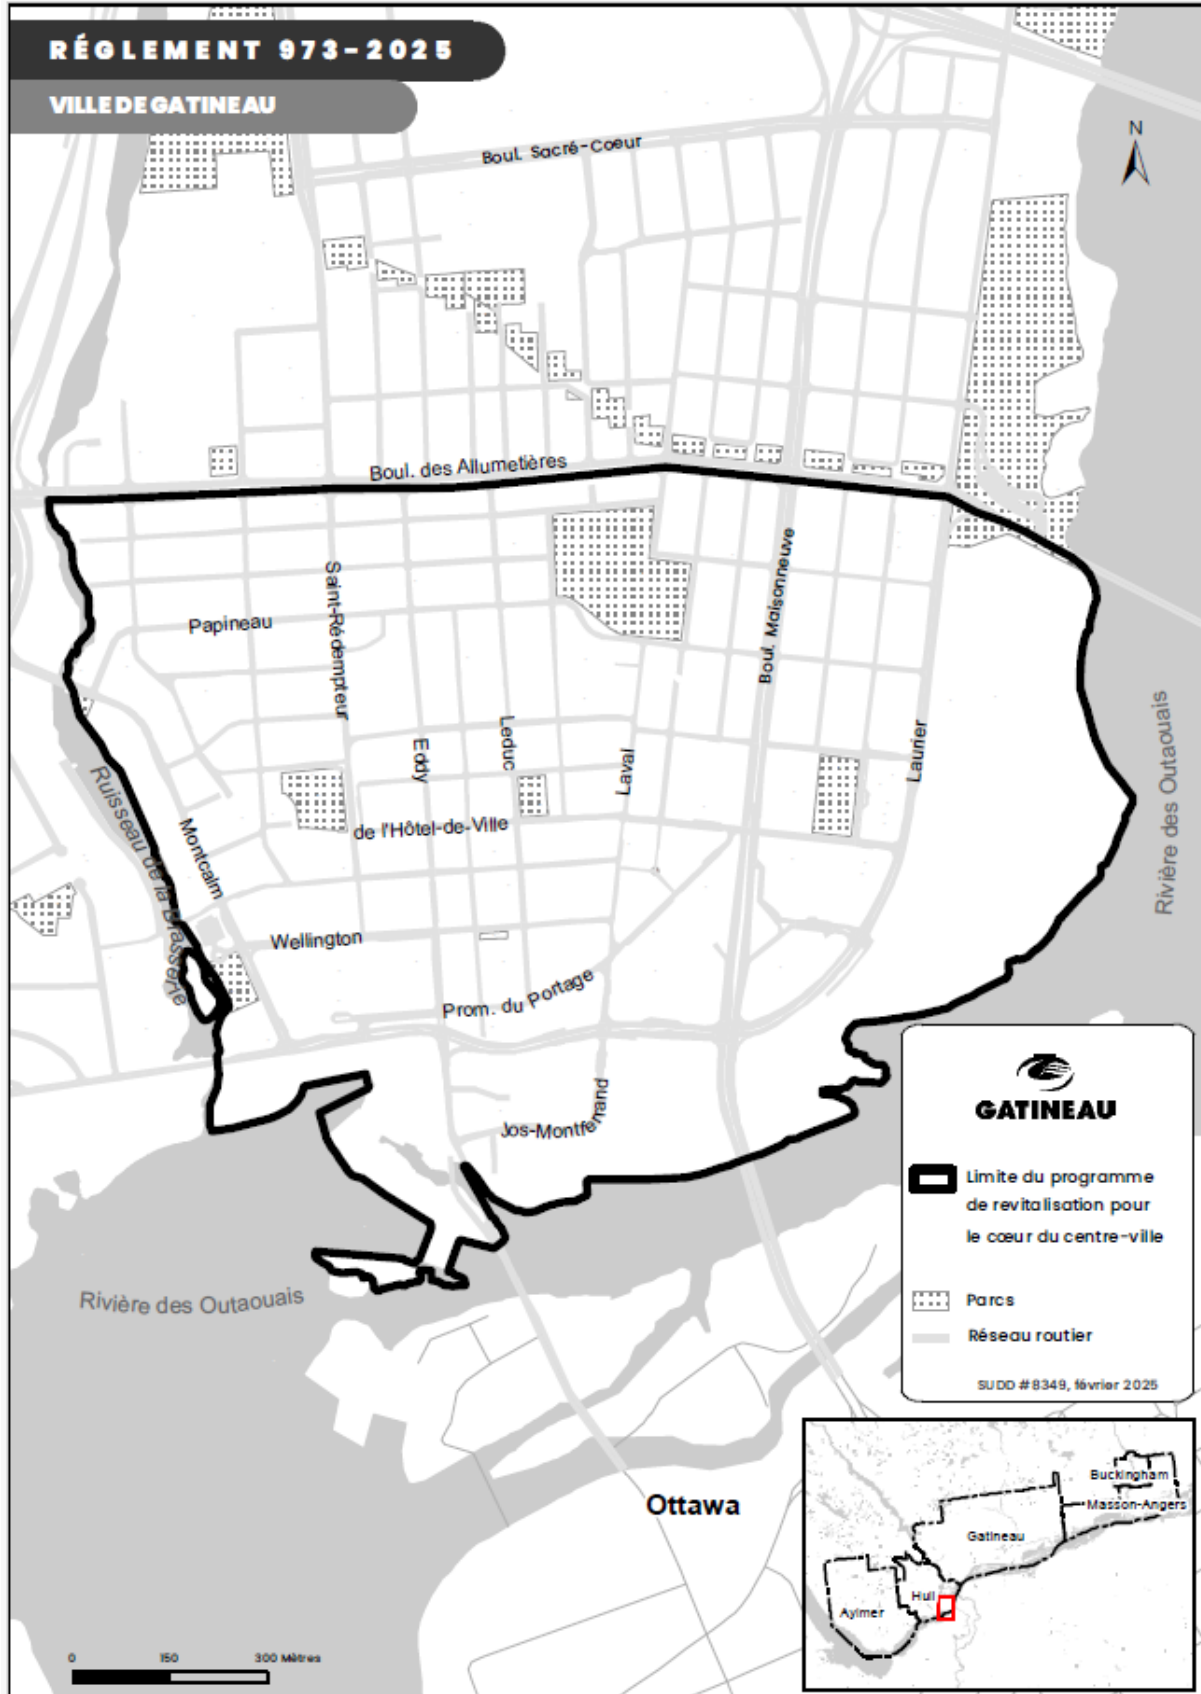 RÉGLEMENT 973-2025
VILLE DE GATINEAU
N
Boul. Sacré-Coeur
Boul. des Allumetières
Papineau
Saint-Rédempteur
Boul. Maisonneuve
Eddy
Leduc
Laval
Laurier
Rivière des Outaouais
Ruisseau de la Brasserie
Montcalm
de l'Hôtel-de-Ville
Wellington
Prom. du Portage
Jos-Montferrand
Rivière des Outaouais
GATINEAU
Limite du programme
de revitalisation pour
le cœur du centre-ville
Parcs
Réseau routier
SUDD #8349, février 2025
Ottawa
Buckingham
Masson-Angers
Gatineau
Hull
Aylmer
0 150 300 Mètres